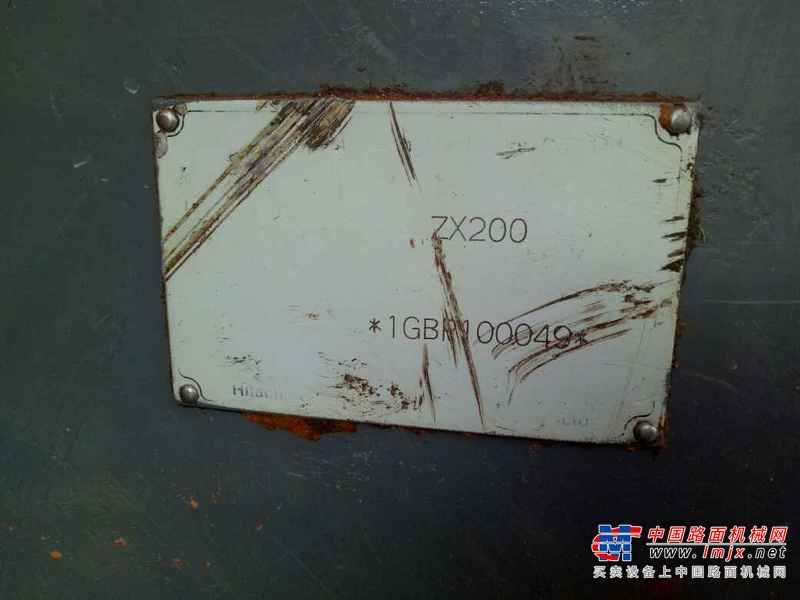 ZX200
*1GBP100049*
Hitachi
中国路面机械网
www.lmjx.net
买卖设备上中国路面机械网